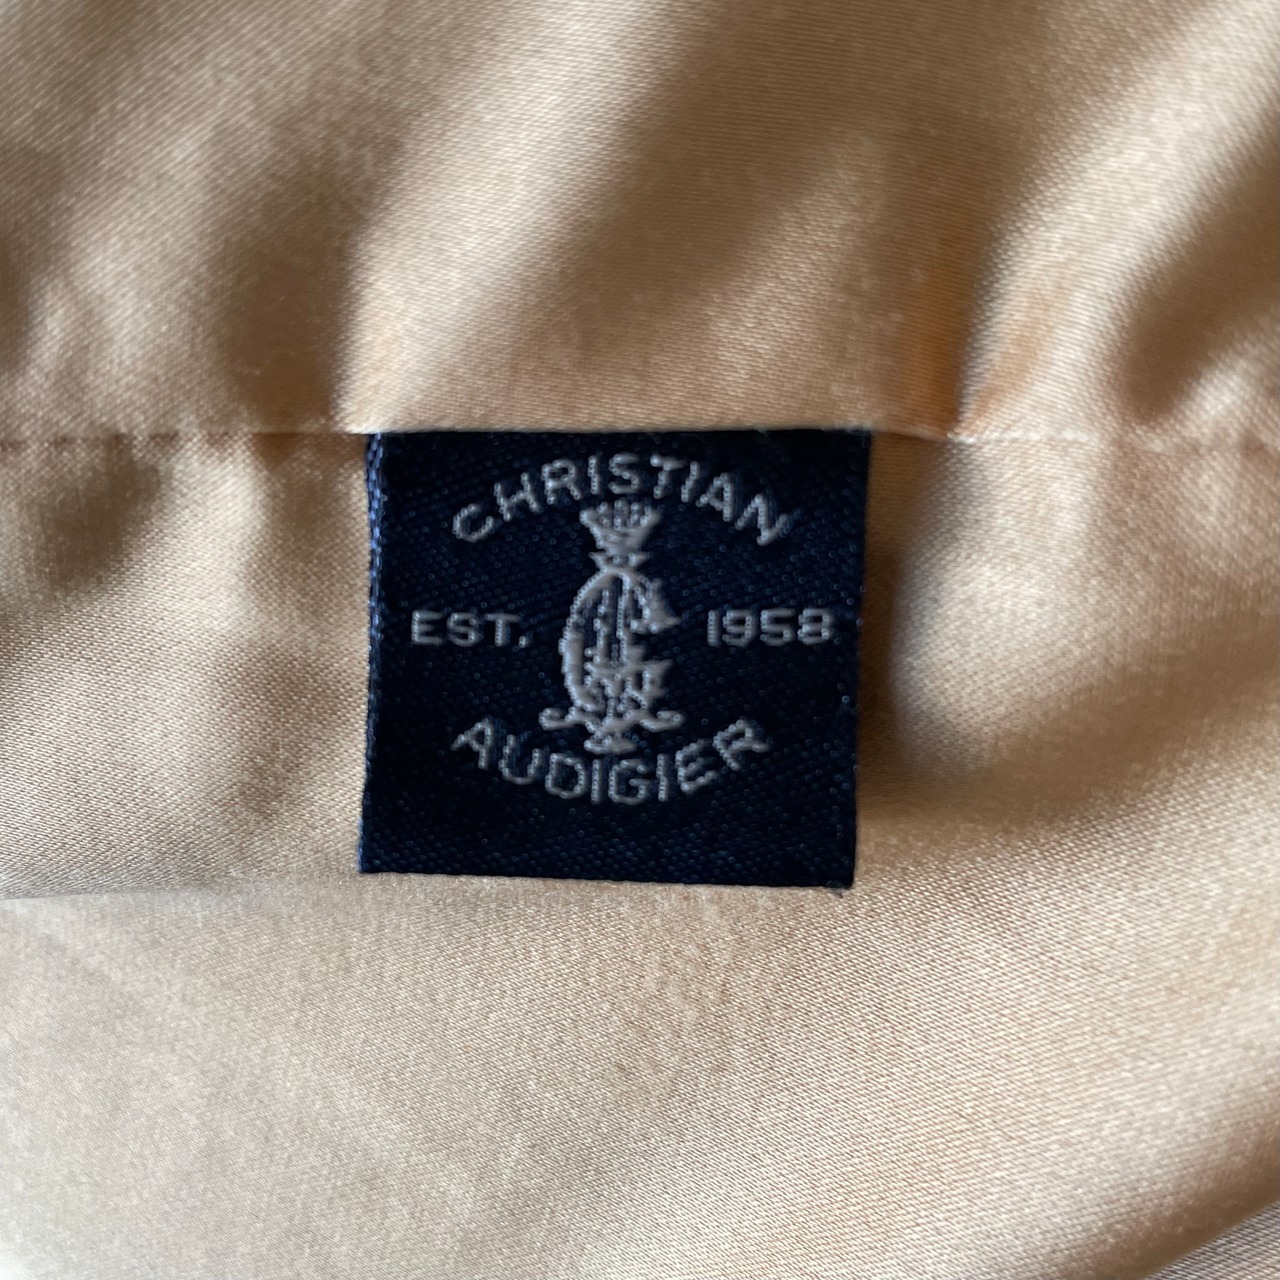 CHRISTIAN
EST. 1958
AUDIGIER